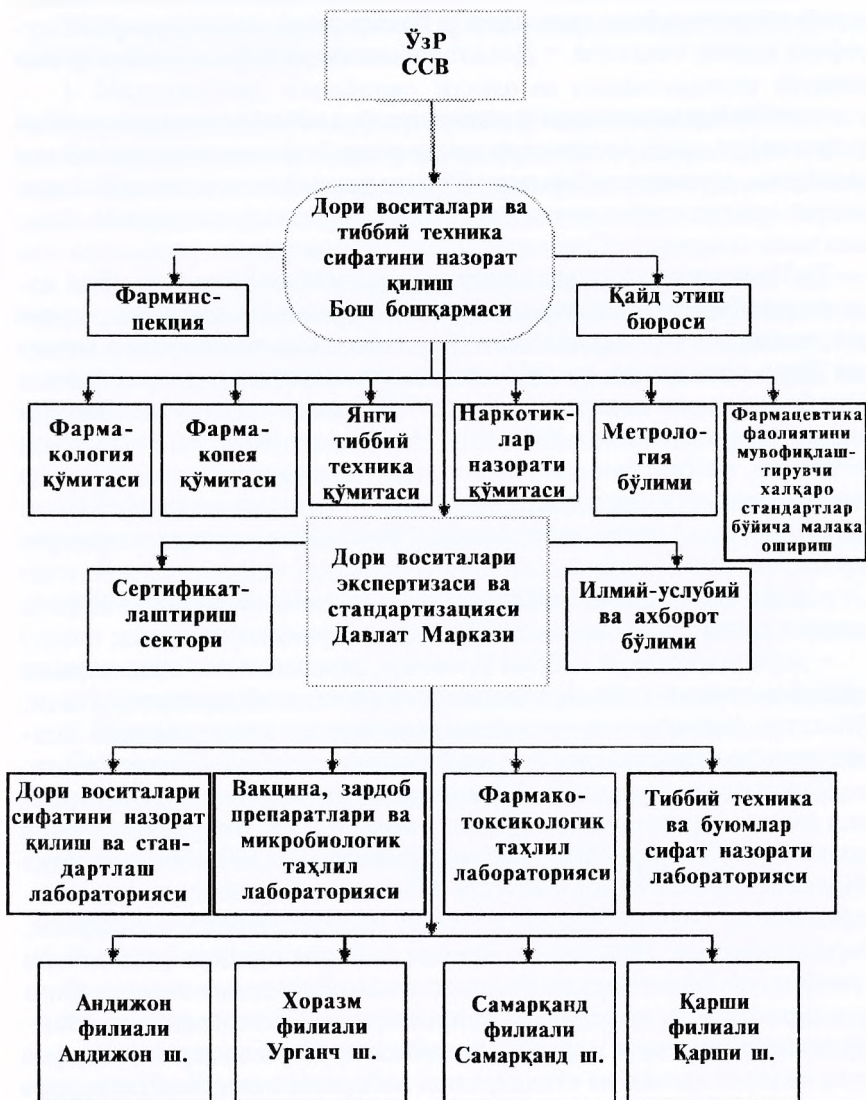 ЎзР
ССВ
Дори воситалари ва
тиббий техника
сифатини назорат
қилиш
Бош бошқармаси
Фарминс-
пекция
Қайд этиш
бюроси
Фарма-
кология
қўмитаси
Фарма-
копея
қўмитаси
Янги
тиббий
техника
қўмитаси
Наркотик-
лар
назорати
қўмитаси
Метроло-
гия
бўлими
Фармацевтика
фаолиятини
мувофиқлаш-
тирувчи
халқаро
стандартлар
бўйича малака
ошириш
Сертификат-
лаштириш
сектори
Дори воситалари
экспертизаси ва
стандартизацияси
Давлат Маркази
Илмий-услубий
ва ахборот
бўлими
Дори воситалари
сифатини назорат
қилиш ва стан-
дартлаш
лабораторияси
Вакцина, зардоб
препаратлари ва
микробиологик
таҳлил
лабораторияси
Фармако-
токсикологик
таҳлил
лабораторияси
Тиббий техника
ва буюмлар
сифат назорати
лабораторияси
Андижон
филиали
Андижон ш.
Хоразм
филиали
Урганч ш.
Самарқанд
филиали
Самарқанд ш.
Қарши
филиали
Қарши ш.